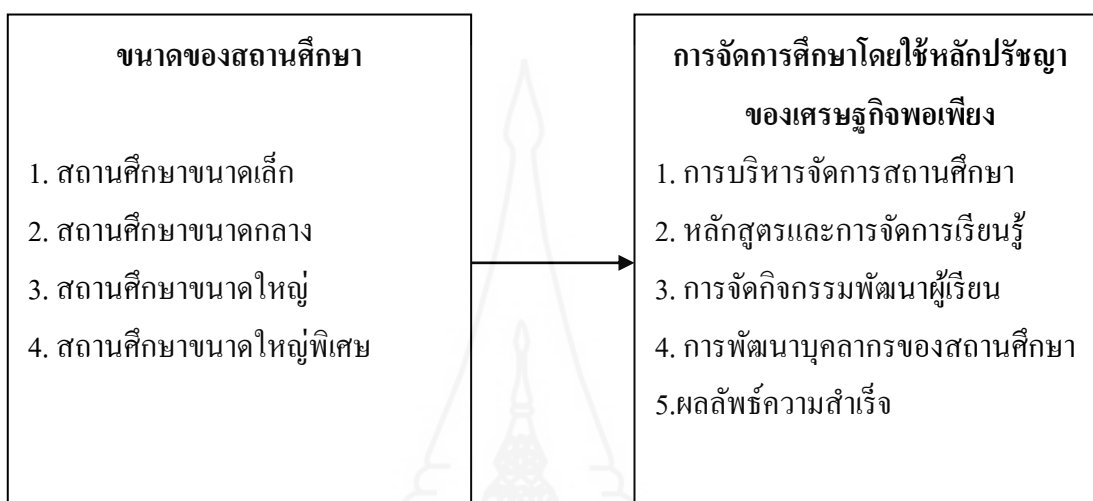 ขนาดของสถานศึกษา
1. สถานศึกษาขนาดเล็ก
2. สถานศึกษาขนาดกลาง
3. สถานศึกษาขนาดใหญ่
4. สถานศึกษาขนาดใหญ่พิเศษ
การจัดการศึกษาโดยใช้หลักปรัชญา
ของเศรษฐกิจพอเพียง
1. การบริหารจัดการสถานศึกษา
2. หลักสูตรและการจัดการเรียนรู้
3. การจัดกิจกรรมพัฒนาผู้เรียน
4. การพัฒนาบุคลากรของสถานศึกษา
5.ผลลัพธ์ความสำเร็จ